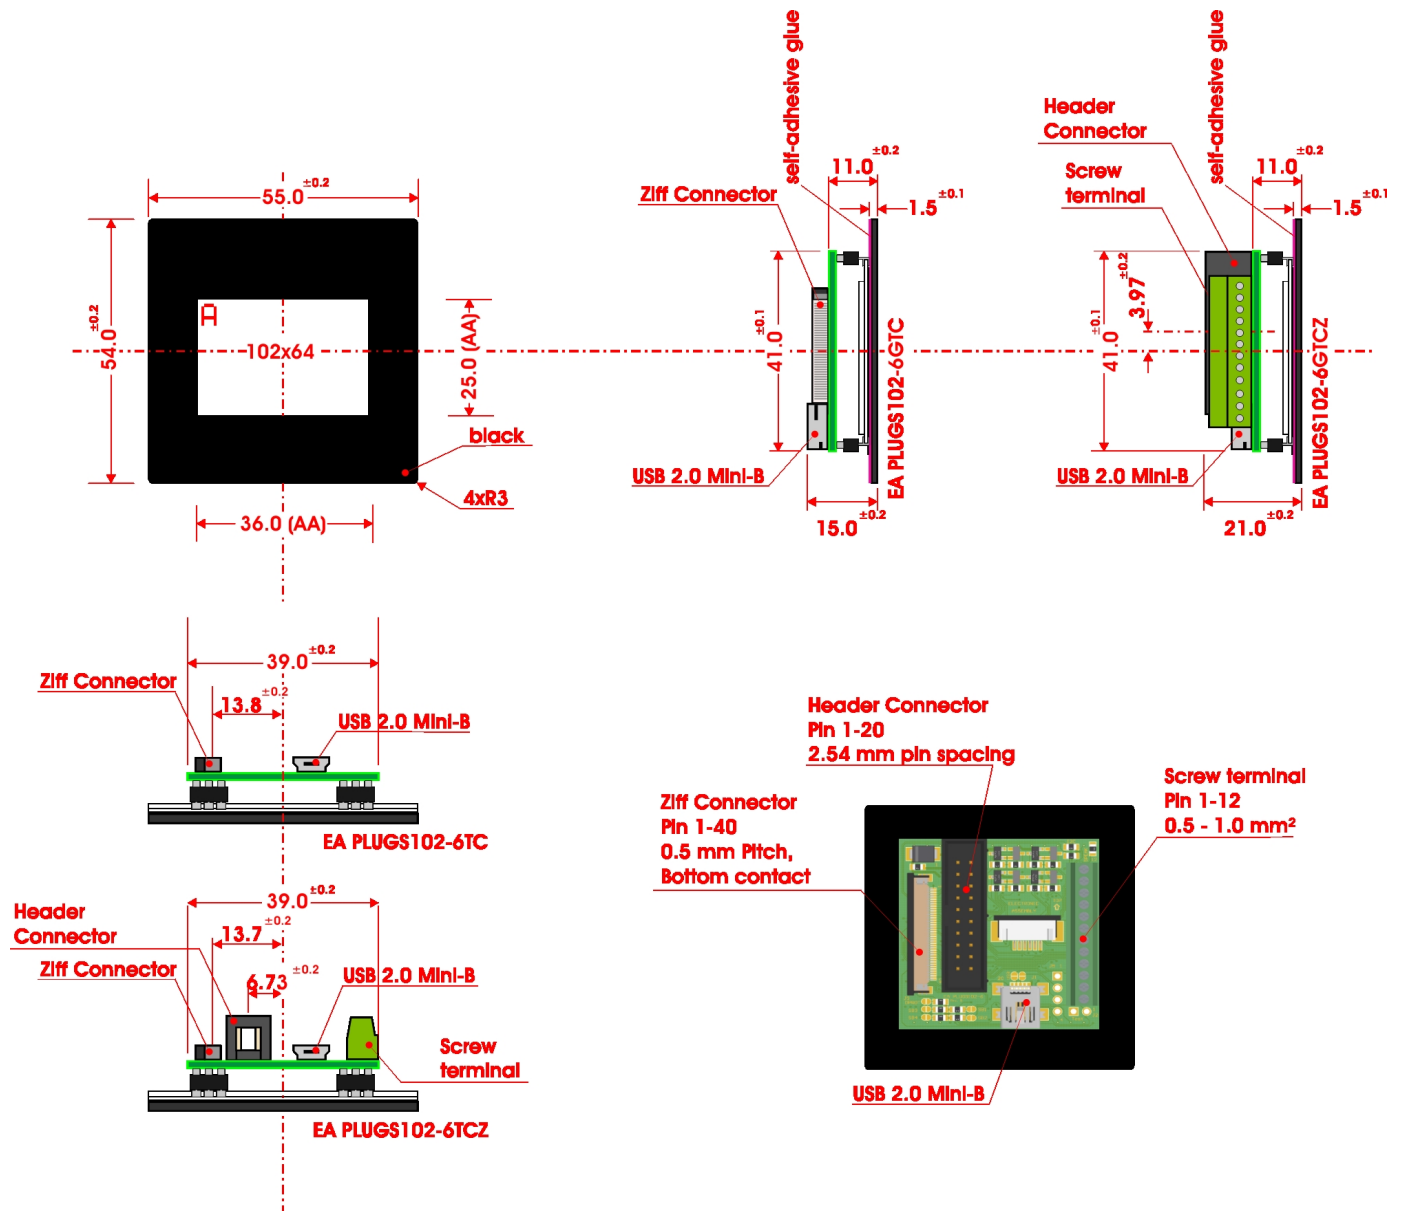 55.0 ±0.2
54.0 ±0.2
A
102x64
25.0 (AA)
black
4xR3
36.0 (AA)
self-adhesive glue
11.0 ±0.2
Ziff Connector
1.5 ±0.1
41.0 ±0.1
EA PLUGS102-6GTC
USB 2.0 Mini-B
15.0 ±0.2
self-adhesive glue
Header
Connector
11.0 ±0.2
Screw
terminal
1.5 ±0.1
3.97 ±0.2
41.0 ±0.1
EA PLUGS102-6GTCZ
USB 2.0 Mini-B
21.0 ±0.2
39.0 ±0.2
Ziff Connector
13.8 ±0.2
USB 2.0 Mini-B
EA PLUGS102-6TC
39.0 ±0.2
Header
Connector
13.7 ±0.2
Ziff Connector
6.73 ±0.2
USB 2.0 Mini-B
Screw
terminal
EA PLUGS102-6TCZ
Header Connector
Pin 1-20
2.54 mm pin spacing
Screw terminal
Pin 1-12
0.5 - 1.0 mm²
Ziff Connector
Pin 1-40
0.5 mm Pitch,
Bottom contact
USB 2.0 Mini-B